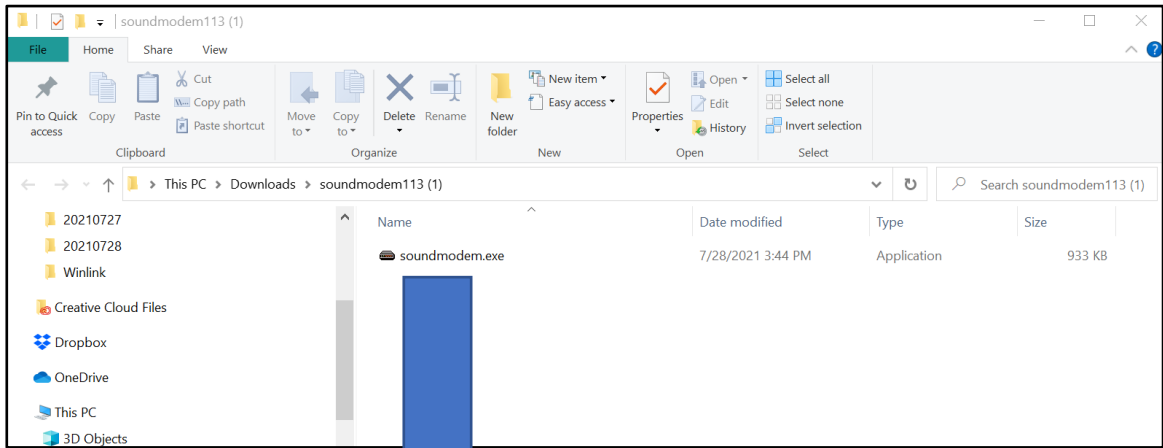 soundmodem113 (1)
File Home Share View
Pin to Quick access
Copy
Paste
Cut
Copy path
Paste shortcut
Clipboard
Move to
Copy to
Delete
Rename
Organize
New folder
New item
Easy access
New
Properties
Open
Edit
History
Open
Select all
Select none
Invert selection
Select
This PC > Downloads > soundmodem113 (1)
Search soundmodem113 (1)
20210727
20210728
Winlink
Creative Cloud Files
Dropbox
OneDrive
This PC
3D Objects
Name Date modified Type Size
soundmodem.exe 7/28/2021 3:44 PM Application 933 KB